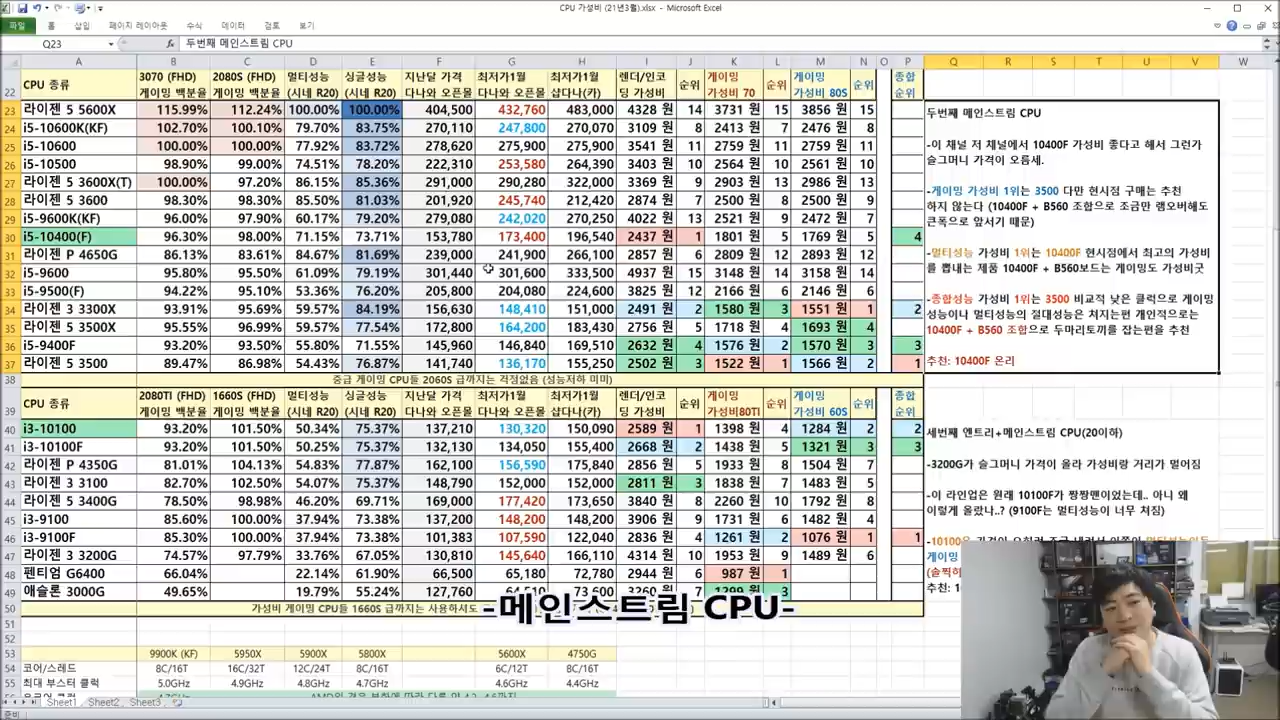 CPU 가성비 (21년3월).xlsx - Microsoft Excel
파일 홈 삽입 페이지 레이아웃 수식 데이터 검토 보기
Q23 fx 두번째 메인스트림 CPU
A B C D E F G H I J K L M N O P Q R S T U V W
22 CPU 종류 3070 (FHD) 게이밍 백분율 2080S (FHD) 게이밍 백분율 멀티성능 (시네 R20) 싱글성능 (시네 R20) 지난달 가격 다나와 오픈몰 최저가1월 다나와 오픈몰 최저가1월 샵다나(카) 렌더/인코딩 가성비 순위 게이밍 가성비 70 순위 게이밍 가성비 80S 순위 종합 순위
23 라이젠 5 5600X 115.99% 112.24% 100.00% 100.00% 404,500 432,760 483,000 4328 원 14 3731 원 15 3856 원 15
24 i5-10600K(KF) 102.70% 100.10% 79.70% 83.75% 270,110 247,800 270,070 3109 원 8 2413 원 7 2476 원 8
25 i5-10600 100.00% 100.00% 77.92% 83.72% 278,620 275,900 275,900 3541 원 11 2759 원 11 2759 원 11
26 i5-10500 98.90% 99.00% 74.51% 78.20% 223,310 253,580 253,580 3403 원 10 2564 원 10 2561 원 10
27 라이젠 5 3600X(T) 100.00% 97.20% 86.15% 85.36% 291,000 290,280 322,000 3369 원 9 2903 원 13 2986 원 13
28 라이젠 5 3600 98.30% 98.30% 85.50% 81.03% 201,920 245,740 212,420 2874 원 7 2500 원 8 2500 원 9
29 i5-9600K(KF) 96.00% 97.90% 60.17% 79.20% 279,080 242,020 270,250 4022 원 13 2521 원 9 2472 원 7
30 i5-10400(F) 96.30% 98.00% 71.15% 73.71% 153,780 173,400 196,540 2437 원 1 1801 원 5 1769 원 5 4
31 라이젠 P 4650G 86.13% 83.61% 84.67% 81.69% 239,000 241,900 266,100 2857 원 6 2809 원 12 2893 원 12
32 i5-9600 95.80% 95.50% 61.09% 79.19% 301,440 301,600 333,500 4937 원 15 3148 원 14 3158 원 14
33 i5-9500(F) 94.22% 95.10% 53.36% 76.20% 205,800 204,080 224,600 3825 원 12 2166 원 6 2146 원 6
34 라이젠 3 3300X 93.91% 95.69% 59.57% 84.19% 156,630 148,410 151,000 2491 원 2 1580 원 3 1551 원 1 2
35 라이젠 5 3500X 95.55% 96.99% 59.57% 77.54% 172,800 164,200 183,430 2756 원 5 1718 원 4 1693 원 4
36 i5-9400F 93.20% 93.50% 55.80% 71.55% 145,960 146,840 169,510 2632 원 4 1576 원 2 1570 원 3 3
37 라이젠 5 3500 89.47% 86.98% 54.43% 76.87% 141,740 136,170 155,250 2502 원 3 1522 원 1 1566 원 2 1
38 중급 게이밍 CPU들 2060S 급까지는 걱정없음 (성능저하 미미)
39 CPU 종류 2080TI (FHD) 게이밍 백분율 1660S (FHD) 게이밍 백분율 멀티성능 (시네 R20) 싱글성능 (시네 R20) 지난달 가격 다나와 오픈몰 최저가1월 다나와 오픈몰 최저가1월 샵다나(카) 렌더/인코딩 가성비 순위 게이밍 가성비80TI 순위 게이밍 가성비 60S 순위 종합 순위
40 i3-10100 93.20% 101.50% 50.34% 75.37% 137,210 130,320 150,090 2589 원 1 1398 원 4 1284 원 2 2
41 i3-10100F 93.20% 101.50% 50.25% 75.37% 132,130 134,050 155,400 2668 원 2 1438 원 5 1321 원 3 3
42 라이젠 P 4350G 81.01% 104.13% 54.83% 77.87% 162,100 156,590 175,840 2856 원 5 1933 원 8 1504 원 7
43 라이젠 3 3100 82.70% 102.50% 54.07% 75.37% 148,790 152,000 152,000 2811 원 3 1838 원 7 1483 원 5
44 라이젠 5 3400G 78.50% 98.98% 46.20% 69.71% 164,000 177,420 173,650 3840 원 8 2260 원 10 1792 원 8
45 i3-9100 85.60% 100.00% 37.94% 73.38% 137,200 148,200 148,200 3906 원 9 1731 원 6 1482 원 4
46 i3-9100F 85.30% 100.00% 37.94% 73.38% 101,383 107,590 122,040 2836 원 4 1261 원 2 1076 원 1 1
47 라이젠 3 3200G 74.57% 97.79% 33.76% 67.05% 130,810 145,640 166,110 4314 원 10 1953 원 9 1489 원 6
48 펜티엄 G6400 66.04% 22.14% 61.90% 66,500 65,180 72,780 2944 원 6 987 원 1
49 애슬론 3000G 49.65% 19.79% 55.24% 127,760 73,600 7 1299 원 3
50 가성비 게이밍 CPU들 1660S 급까지는 사용하셔도
51
52
53 9900K (KF) 5950X 5900X 5800X 5600X 4750G
54 코어/스레드 8C/16T 16C/32T 12C/24T 8C/16T 6C/12T 8C/16T
55 최대 부스터 클럭 5.0GHz 4.9GHz 4.8GHz 4.7GHz 4.6GHz 4.4GHz
두번째 메인스트림 CPU
-이 채널 저 채널에서 10400F 가성비 좋다고 해서 그런가
슬그머니 가격이 오름세.
-게이밍 가성비 1위는 3500 다만 현시점 구매는 추천
하지 않는다 (10400F + B560 조합으로 조금만 램오버해도
큰폭으로 앞서기 때문)
-멀티성능 가성비 1위는 10400F 현시점에서 최고의 가성비
를 뽐내는 제품 10400F + B560보드는 게이밍도 가성비굿
-종합성능 가성비 1위는 3500 비교적 낮은 클럭으로 게이밍
성능이나 멀티성능의 절대성능은 쳐지는편 개인적으로는
10400F + B560 조합으로 두마리토끼를 잡는편을 추천
추천: 10400F 온리
세번째 엔트리+메인스트림 CPU(20이하)
-3200G가 슬그머니 가격이 올라 가성비랑 거리가 멀어짐
-이 라인업은 원래 10100F가 짱짱맨이었는데.. 아니 왜
이렇게 올랐나..? (9100F는 멀티성능이 너무 쳐짐)
-메인스트림 CPU-
Sheet1 Sheet2 Sheet3
준비